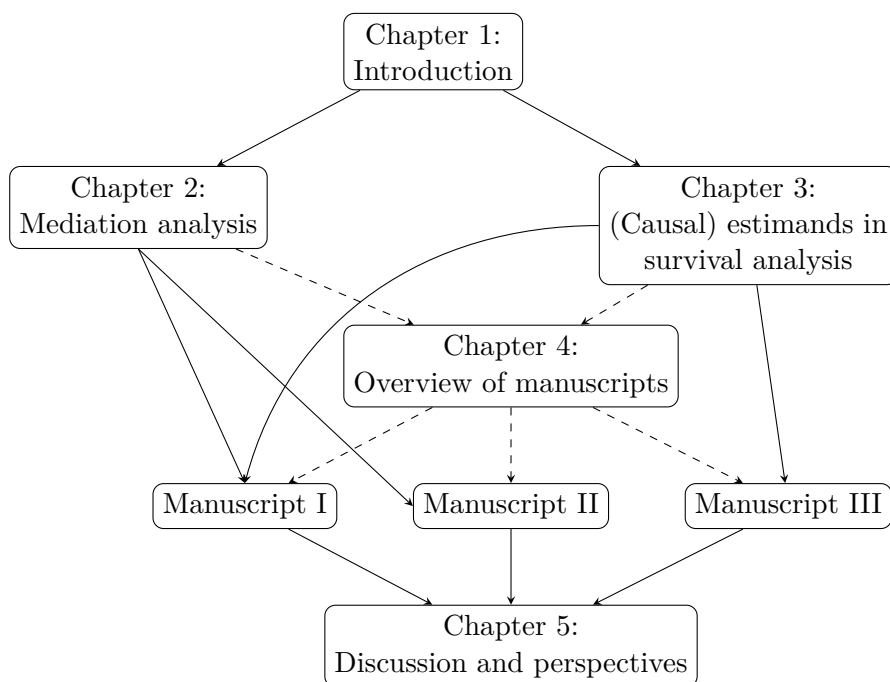 Chapter 1:
Introduction
Chapter 2:
Mediation analysis
Chapter 3:
(Causal) estimands in
survival analysis
Chapter 4:
Overview of manuscripts
Manuscript I
Manuscript II
Manuscript III
Chapter 5:
Discussion and perspectives